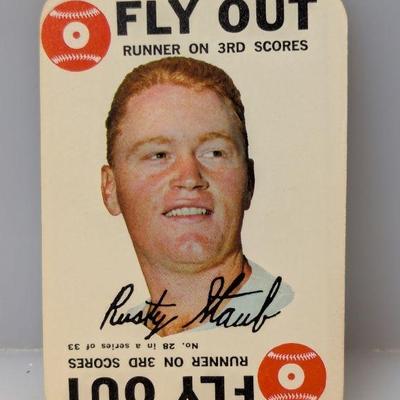 FLY OUT
RUNNER ON 3RD SCORES
Rusty Staub
No. 28 in a series of 33
RUNNER ON 3RD SCORES
FLY OUT